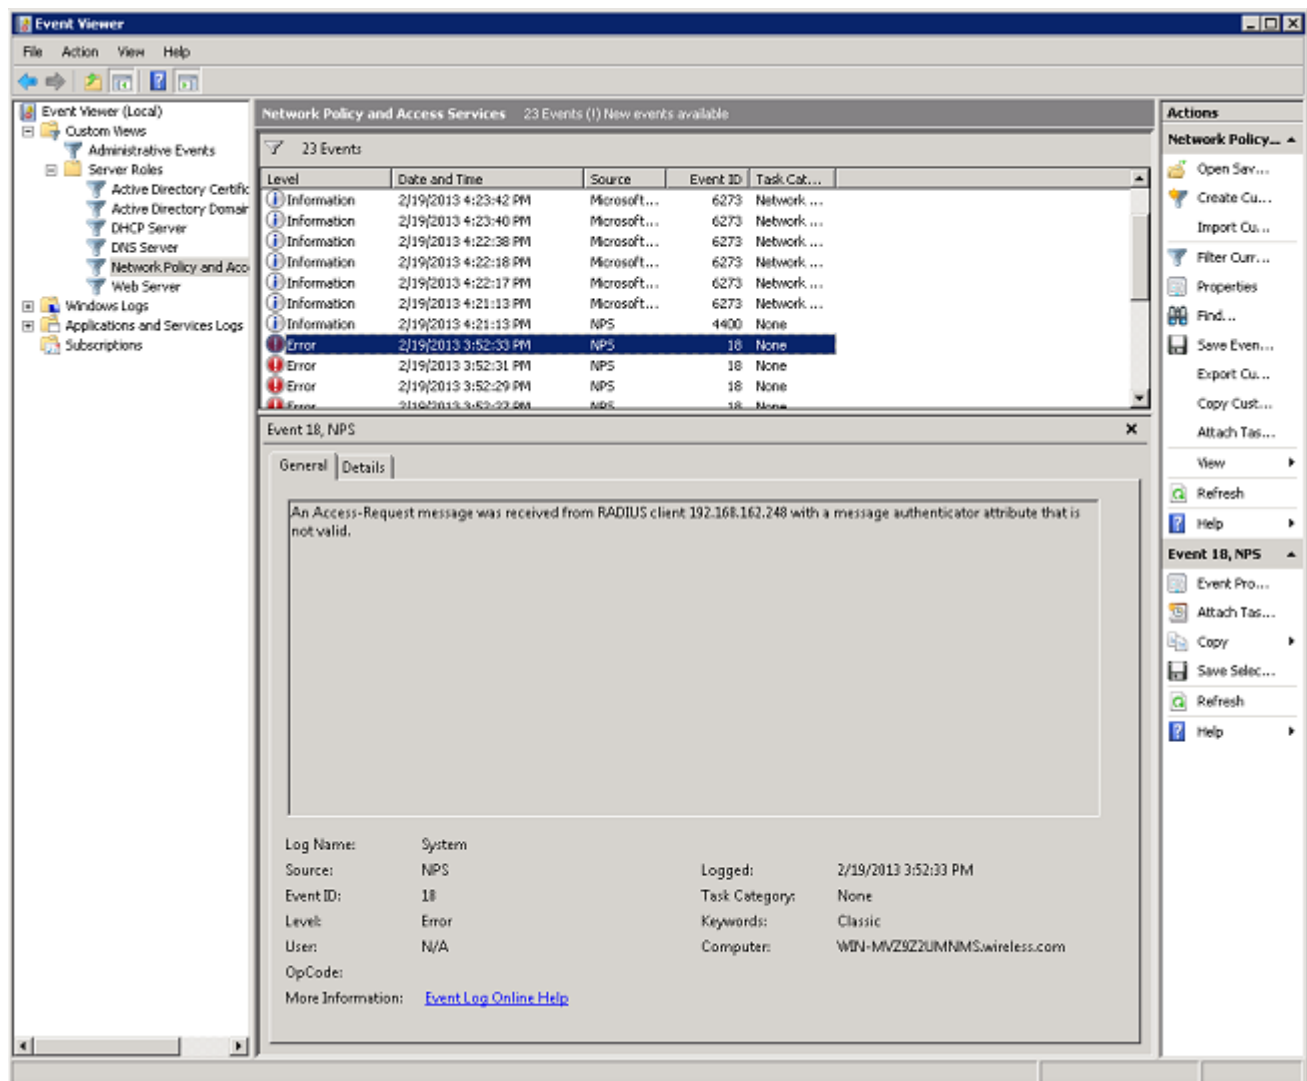 Event Viewer
File Action View Help
Event Viewer (Local)
Custom Views
Administrative Events
Server Roles
Active Directory Certific
Active Directory Domair
DHCP Server
DNS Server
Network Policy and Acce
Web Server
Windows Logs
Applications and Services Logs
Subscriptions
Network Policy and Access Services 23 Events (!) New events available
23 Events
Level Date and Time Source Event ID Task Cat...
Information 2/19/2013 4:23:42 PM Microsoft... 6273 Network ...
Information 2/19/2013 4:23:40 PM Microsoft... 6273 Network ...
Information 2/19/2013 4:22:38 PM Microsoft... 6273 Network ...
Information 2/19/2013 4:22:18 PM Microsoft... 6273 Network ...
Information 2/19/2013 4:22:17 PM Microsoft... 6273 Network ...
Information 2/19/2013 4:21:13 PM Microsoft... 6273 Network ...
Information 2/19/2013 4:21:13 PM NPS 4400 None
Error 2/19/2013 3:52:33 PM NPS 18 None
Error 2/19/2013 3:52:31 PM NPS 18 None
Error 2/19/2013 3:52:29 PM NPS 18 None
Error 2/19/2013 3:52:27 PM NPS 18 None
Event 18, NPS
General Details
An Access-Request message was received from RADIUS client 192.168.162.248 with a message authenticator attribute that is
not valid.
Log Name: System
Source: NPS Logged: 2/19/2013 3:52:33 PM
Event ID: 18 Task Category: None
Level: Error Keywords: Classic
User: N/A Computer: WIN-MVZ9Z2UMNMS.wireless.com
OpCode:
More Information: Event Log Online Help
Actions
Network Policy...
Open Sav...
Create Cu...
Import Cu...
Filter Curr...
Properties
Find...
Save Even...
Export Cu...
Copy Cust...
Attach Tas...
View
Refresh
Help
Event 18, NPS
Event Pro...
Attach Tas...
Copy
Save Selec...
Refresh
Help